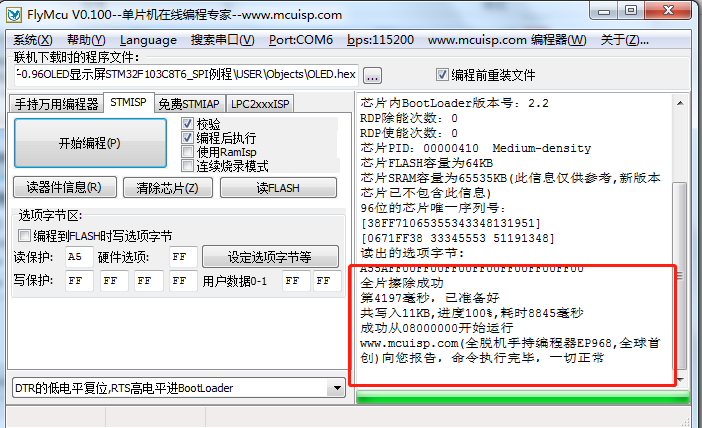 FlyMcu V0.100--单片机在线编程专家--www.mcuisp.com
系统(X) 帮助(Y) Language 搜索串口(V) Port:COM6 bps:115200 www.mcuisp.com 编程器(W) 关于(Z)...
联机下载时的程序文件:
-0.96OLED显示屏STM32F103C8T6_SPI例程\USER\Objects\OLED.hex ... 编程前重装文件
手持万用编程器 STMISP 免费STMIAP LPC2xxxISP
开始编程(P)
校验
编程后执行
使用RamIsp
连续烧录模式
读器件信息(R) 清除芯片(Z) 读FLASH
选项字节区:
编程到FLASH时写选项字节
读保护: A5 硬件选项: FF 设定选项字节等
写保护: FF FF FF FF 用户数据0-1 FF FF
DTR的低电平复位,RTS高电平进BootLoader
芯片内BootLoader版本号: 2.2
RDP除能次数: 0
RDP使能次数: 0
芯片PID: 00000410 Medium-density
芯片FLASH容量为64KB
芯片SRAM容量为65535KB(此信息仅供参考,新版本
芯片已不包含此信息)
96位的芯片唯一序列号:
[38FF71065355343348131951]
[0671FF38 33345553 51191348]
读出的选项字节:
A55AFF00FF00FF00FF00FF00FF00FF00
全片擦除成功
第4197毫秒，已准备好
共写入11KB,进度100%,耗时8845毫秒
成功从08000000开始运行
www.mcuisp.com(全脱机手持编程器EP968,全球首
创)向您报告，命令执行完毕，一切正常